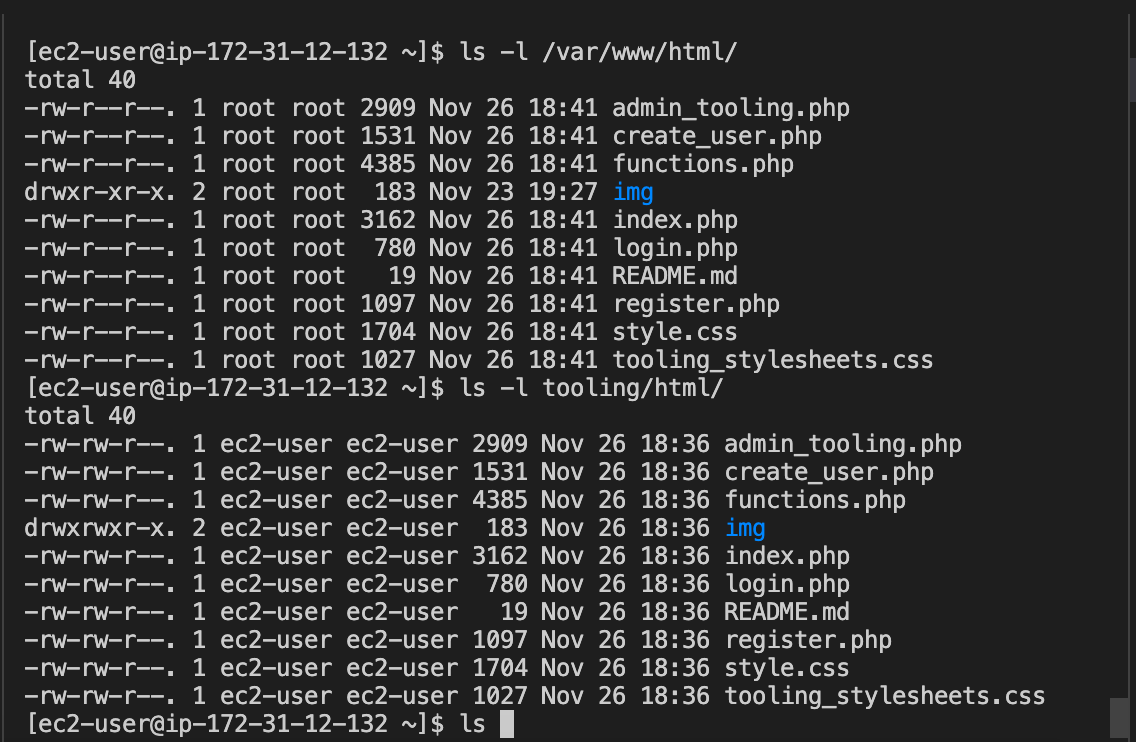 [ec2-user@ip-172-31-12-132 ~]$ ls -l /var/www/html/
total 40
-rw-r--r--. 1 root root 2909 Nov 26 18:41 admin_tooling.php
-rw-r--r--. 1 root root 1531 Nov 26 18:41 create_user.php
-rw-r--r--. 1 root root 4385 Nov 26 18:41 functions.php
drwxr-xr-x. 2 root root  183 Nov 23 19:27 img
-rw-r--r--. 1 root root 3162 Nov 26 18:41 index.php
-rw-r--r--. 1 root root  780 Nov 26 18:41 login.php
-rw-r--r--. 1 root root   19 Nov 26 18:41 README.md
-rw-r--r--. 1 root root 1097 Nov 26 18:41 register.php
-rw-r--r--. 1 root root 1704 Nov 26 18:41 style.css
-rw-r--r--. 1 root root 1027 Nov 26 18:41 tooling_stylesheets.css
[ec2-user@ip-172-31-12-132 ~]$ ls -l tooling/html/
total 40
-rw-rw-r--. 1 ec2-user ec2-user 2909 Nov 26 18:36 admin_tooling.php
-rw-rw-r--. 1 ec2-user ec2-user 1531 Nov 26 18:36 create_user.php
-rw-rw-r--. 1 ec2-user ec2-user 4385 Nov 26 18:36 functions.php
drwxrwxr-x. 2 ec2-user ec2-user  183 Nov 26 18:36 img
-rw-rw-r--. 1 ec2-user ec2-user 3162 Nov 26 18:36 index.php
-rw-rw-r--. 1 ec2-user ec2-user  780 Nov 26 18:36 login.php
-rw-rw-r--. 1 ec2-user ec2-user   19 Nov 26 18:36 README.md
-rw-rw-r--. 1 ec2-user ec2-user 1097 Nov 26 18:36 register.php
-rw-rw-r--. 1 ec2-user ec2-user 1704 Nov 26 18:36 style.css
-rw-rw-r--. 1 ec2-user ec2-user 1027 Nov 26 18:36 tooling_stylesheets.css
[ec2-user@ip-172-31-12-132 ~]$ ls